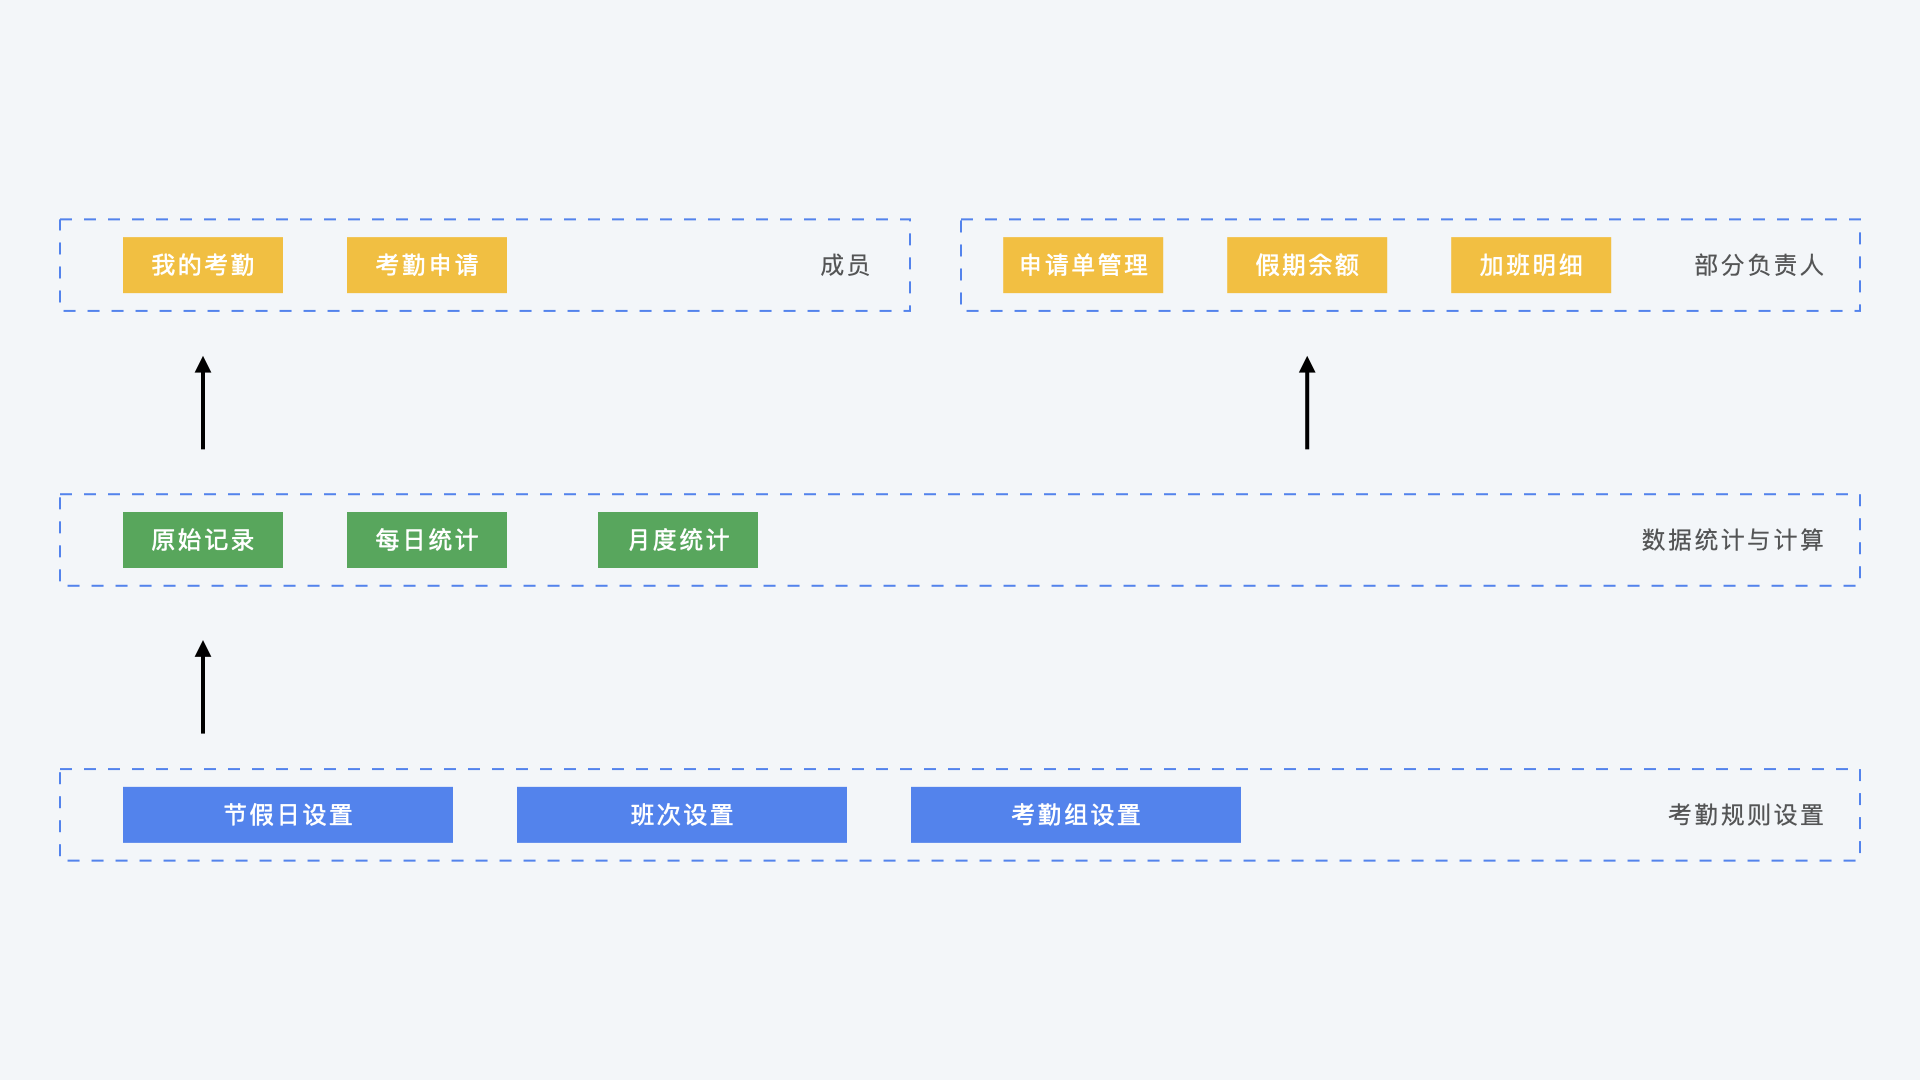 我的考勤
考勤申请
成员
申请单管理
假期余额
加班明细
部分负责人
原始记录
每日统计
月度统计
数据统计与计算
节假日设置
班次设置
考勤组设置
考勤规则设置